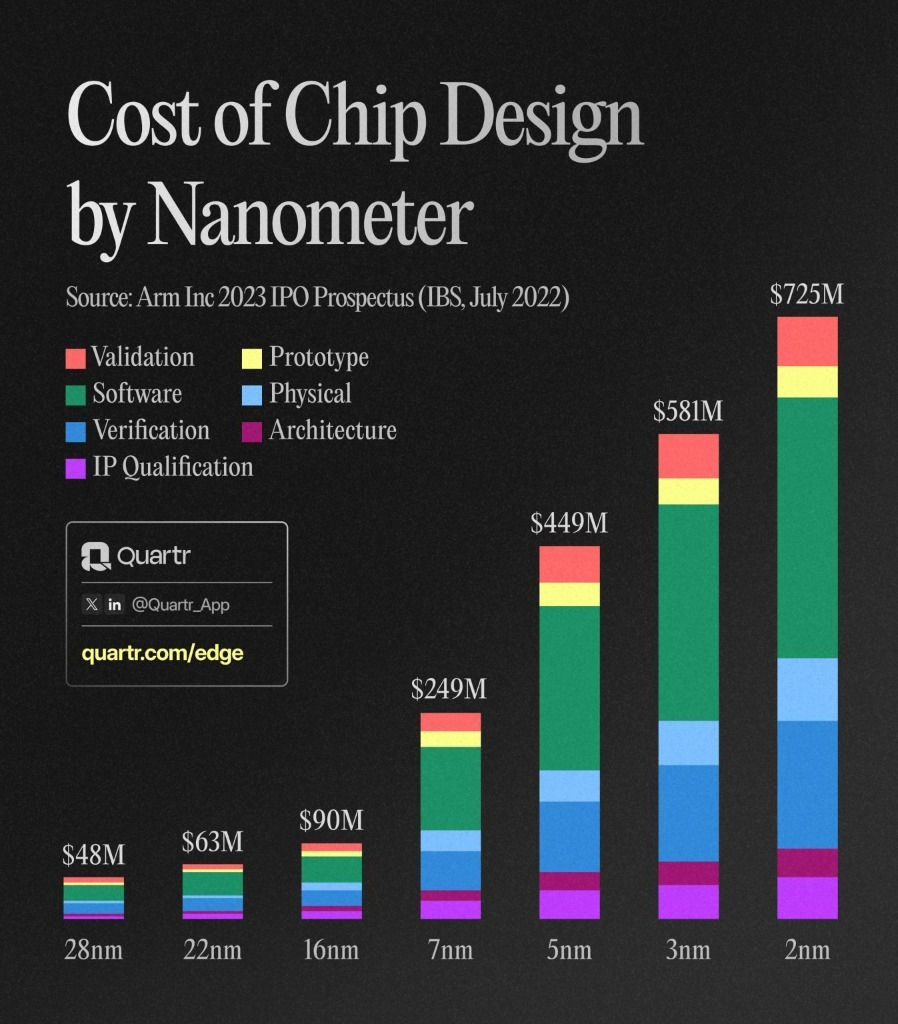 Cost of Chip Design
by Nanometer
Source: Arm Inc 2023 IPO Prospectus (IBS, July 2022)
Validation
Prototype
Software
Physical
Verification
Architecture
IP Qualification
Quartr
X in @Quartr_App
quartr.com/edge
$48M
$63M
$90M
$249M
$449M
$581M
$725M
28nm
22nm
16nm
7nm
5nm
3nm
2nm